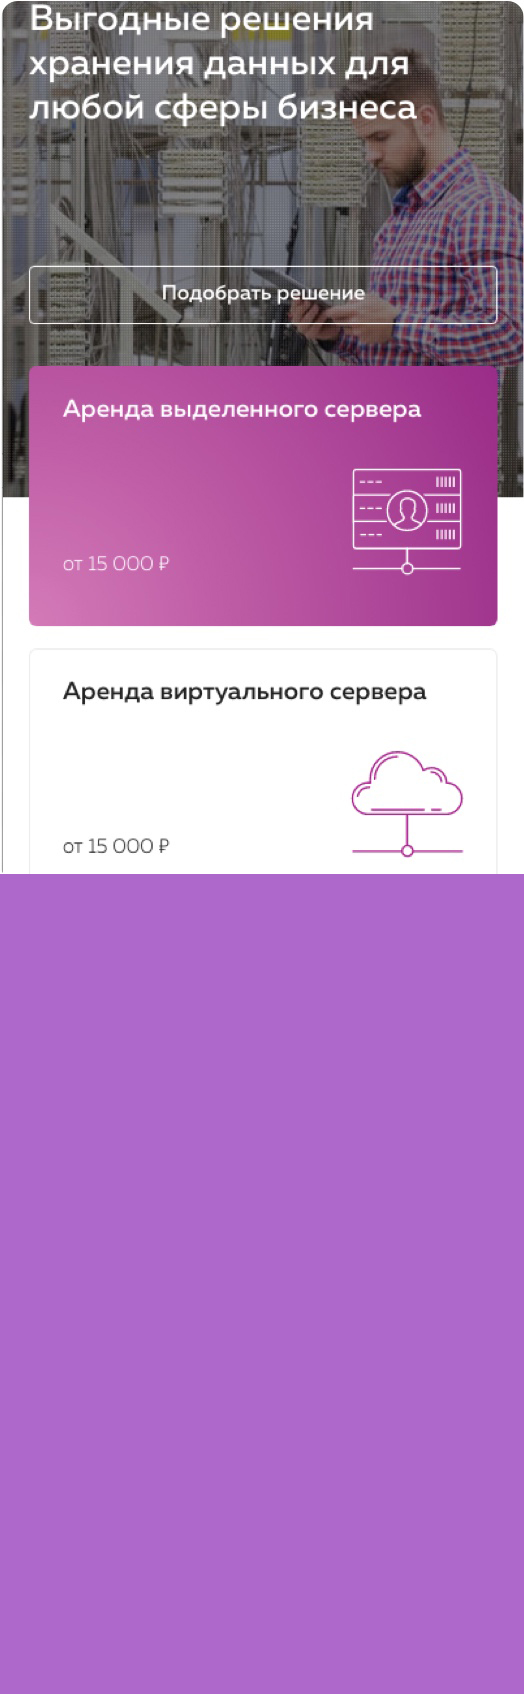 Выгодные решения
хранения данных для
любой сферы бизнеса
Подобрать решение
Аренда выделенного сервера
от 15 000 ₽
Аренда виртуального сервера
от 15 000 ₽